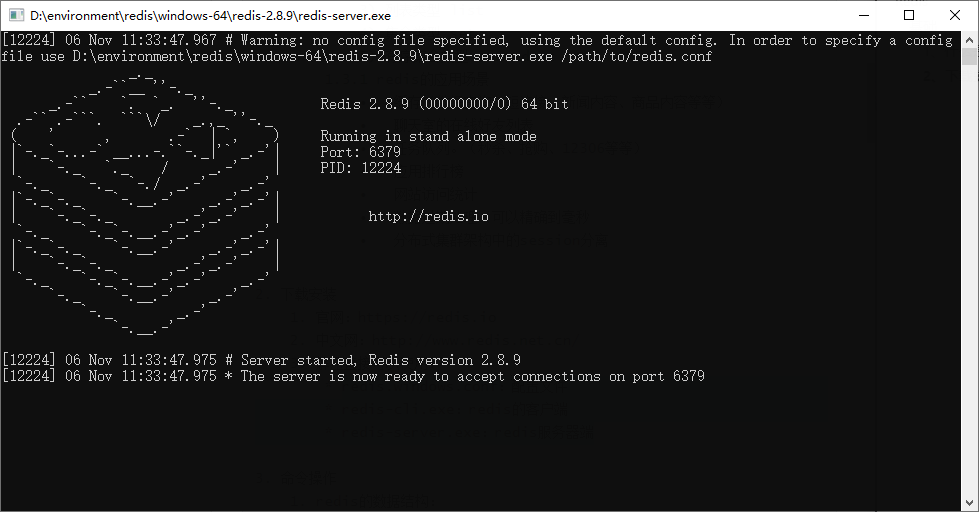 D:\environment\redis\windows-64\redis-2.8.9\redis-server.exe
[12224] 06 Nov 11:33:47.967 # Warning: no config file specified, using the default config. In order to specify a config
file use D:\environment\redis\windows-64\redis-2.8.9\redis-server.exe /path/to/redis.conf
Redis 2.8.9 (00000000/0) 64 bit
Running in stand alone mode
Port: 6379
PID: 12224
http://redis.io
[12224] 06 Nov 11:33:47.975 # Server started, Redis version 2.8.9
[12224] 06 Nov 11:33:47.975 * The server is now ready to accept connections on port 6379